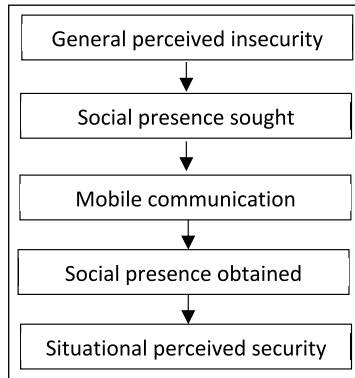 General perceived insecurity
Social presence sought
Mobile communication
Social presence obtained
Situational perceived security